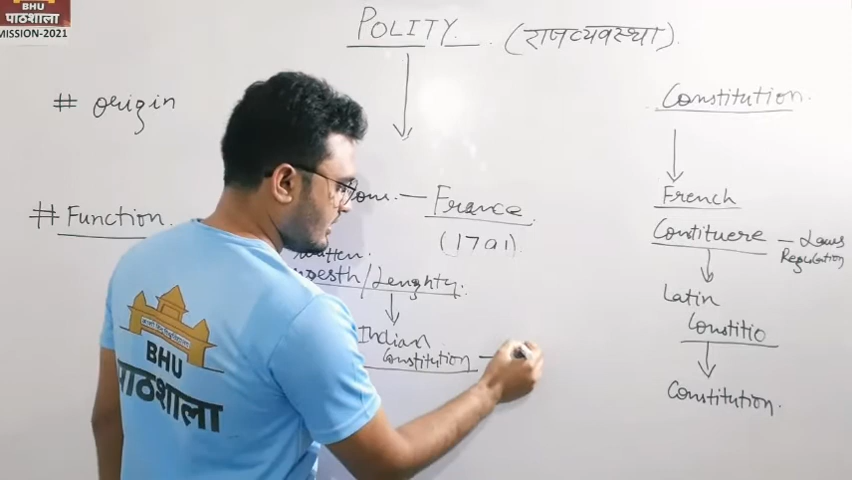 BHU
पाठशाला
MISSION-2021
POLITY. (राजव्यवस्था).
# origin
# Function.
— France
(1791).
/Lenghty.
Indian
Constitution —
Constitution.
French
Constituere — Laws
Regulation
Latin
Constitio
Constitution.
BHU
पाठशाला